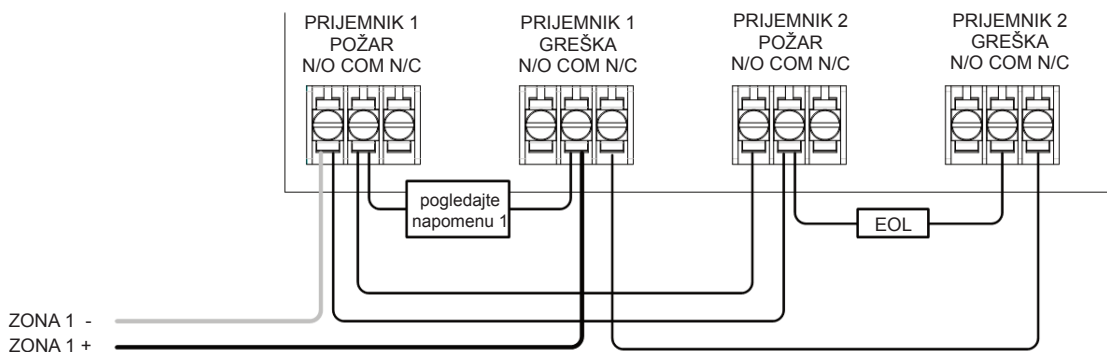 PRIJEMNIK 1
POŽAR
N/O COM N/C
PRIJEMNIK 1
GREŠKA
N/O COM N/C
PRIJEMNIK 2
POŽAR
N/O COM N/C
PRIJEMNIK 2
GREŠKA
N/O COM N/C
pogledajte
napomenu 1
EOL
ZONA 1 -
ZONA 1 +